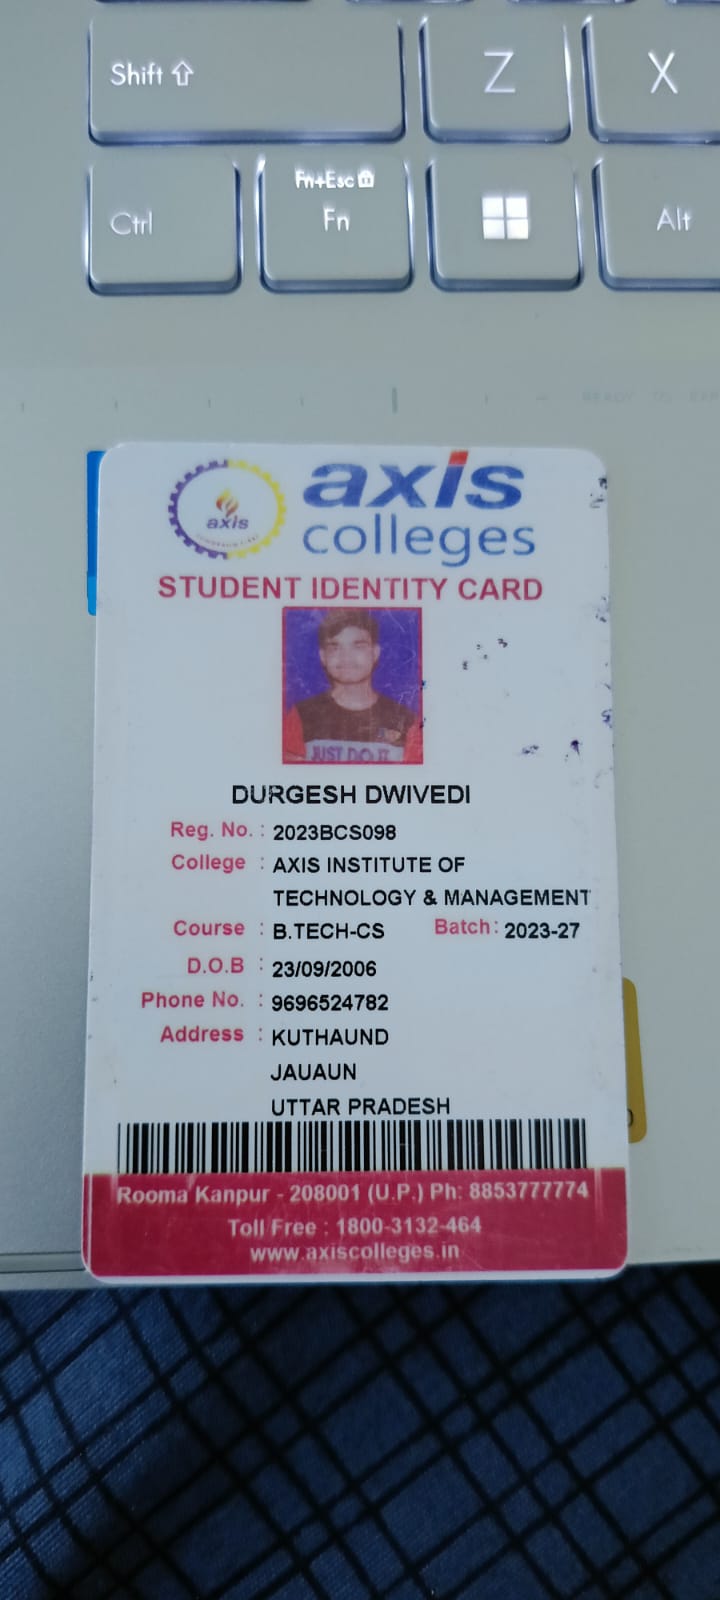 Shift
Z
X
Ctrl
Fn+Esc
Fn
Alt
axis
axis
colleges
STUDENT IDENTITY CARD
JUST DO IT
DURGESH DWIVEDI
Reg. No. : 2023BCS098
College : AXIS INSTITUTE OF
TECHNOLOGY & MANAGEMENT
Course : B.TECH-CS Batch : 2023-27
D.O.B : 23/09/2006
Phone No. : 9696524782
Address : KUTHAUND
JAUAUN
UTTAR PRADESH
Rooma Kanpur - 208001 (U.P.) Ph: 8853777774
Toll Free : 1800-3132-464
www.axiscolleges.in